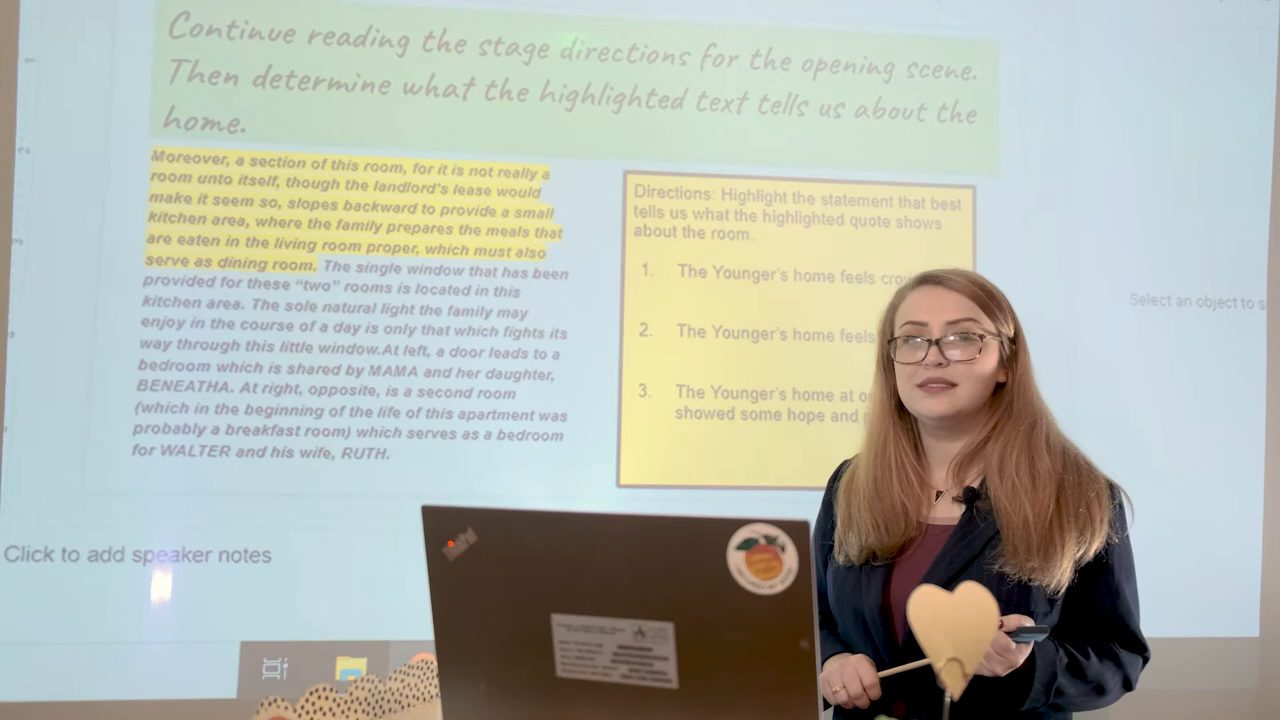 Continue reading the stage directions for the opening scene.
Then determine what the highlighted text tells us about the
home.
Moreover, a section of this room, for it is not really a
room unto itself, though the landlord's lease would
make it seem so, slopes backward to provide a small
kitchen area, where the family prepares the meals that
are eaten in the living room proper, which must also
serve as dining room. The single window that has been
provided for these “two” rooms is located in this
kitchen area. The sole natural light the family may
enjoy in the course of a day is only that which fights its
way through this little window.At left, a door leads to a
bedroom which is shared by MAMA and her daughter,
BENEATHA. At right, opposite, is a second room
(which in the beginning of the life of this apartment was
probably a breakfast room) which serves as a bedroom
for WALTER and his wife, RUTH.
Directions: Highlight the statement that best
tells us what the highlighted quote shows
about the room.
1. The Younger's home feels
2. The Younger's home feels
3. The Younger's home at
showed some hope and
Select an object to
Click to add speaker notes